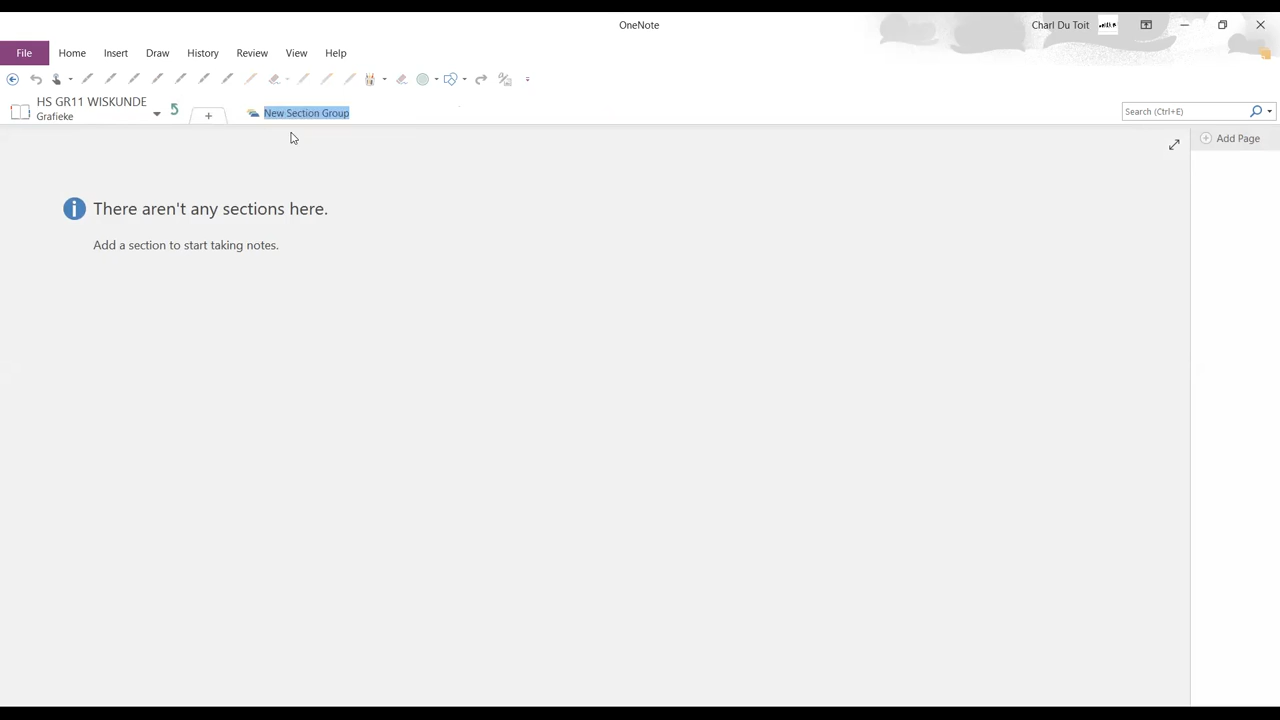 OneNote
Charl Du Toit
File Home Insert Draw History Review View Help
HS GR11 WISKUNDE
Grafieke
+
New Section Group
Search (Ctrl+E)
Add Page
There aren't any sections here.
Add a section to start taking notes.